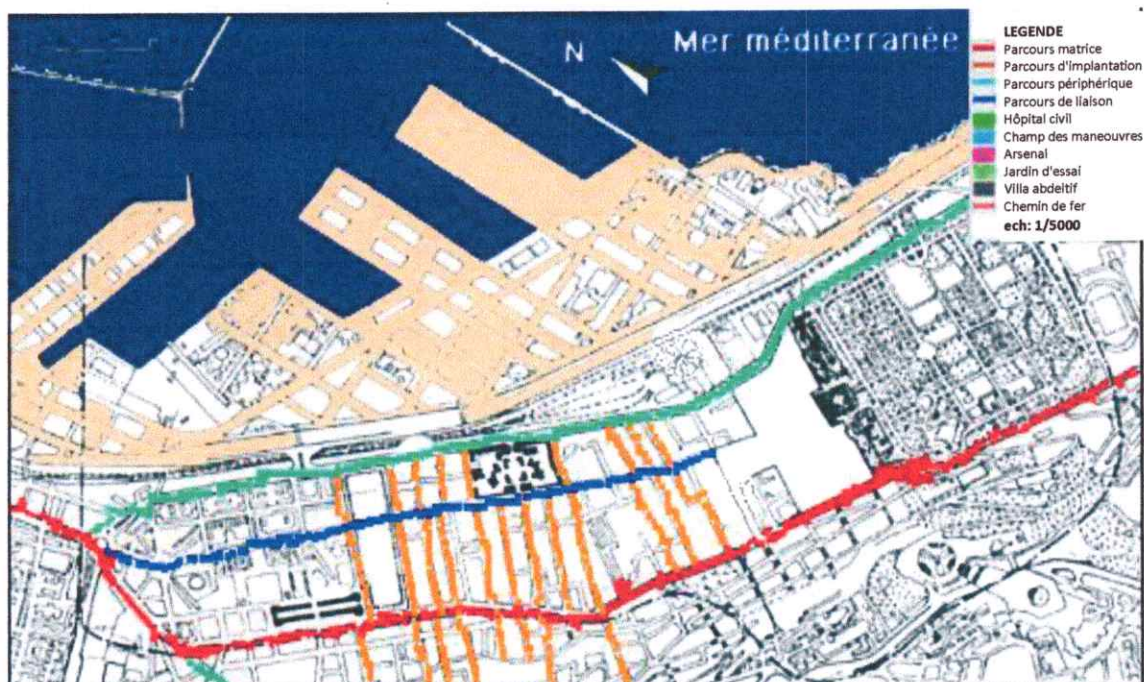 N
Mer méditerranée
LEGENDE
Parcours matrice
Parcours d'implantation
Parcours périphérique
Parcours de liaison
Hôpital civil
Champ des maneouvres
Arsenal
Jardin d'essai
Villa abdeitif
Chemin de fer
ech: 1/5000